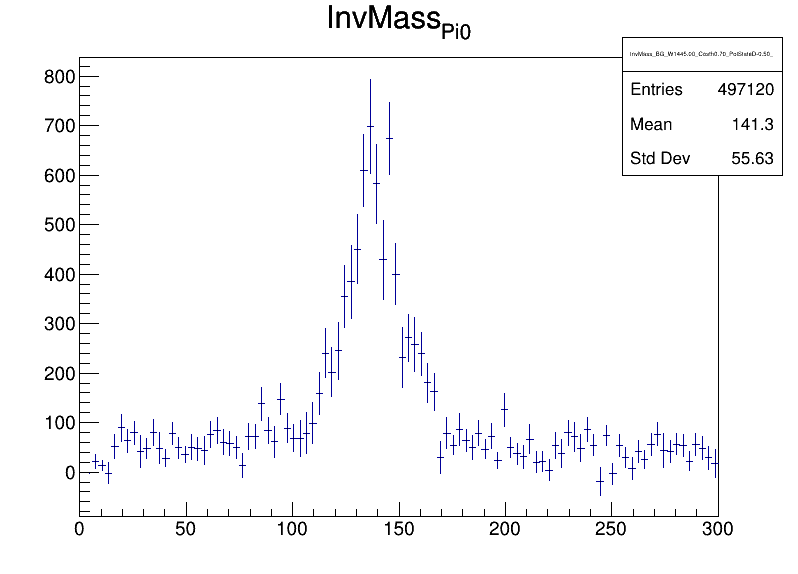 InvMass_Pi0
InvMass_BG_W1445.00_Costh0.70_PolStateD-0.50_
Entries 497120
Mean 141.3
Std Dev 55.63
800
700
600
500
400
300
200
100
0
0 50 100 150 200 250 300